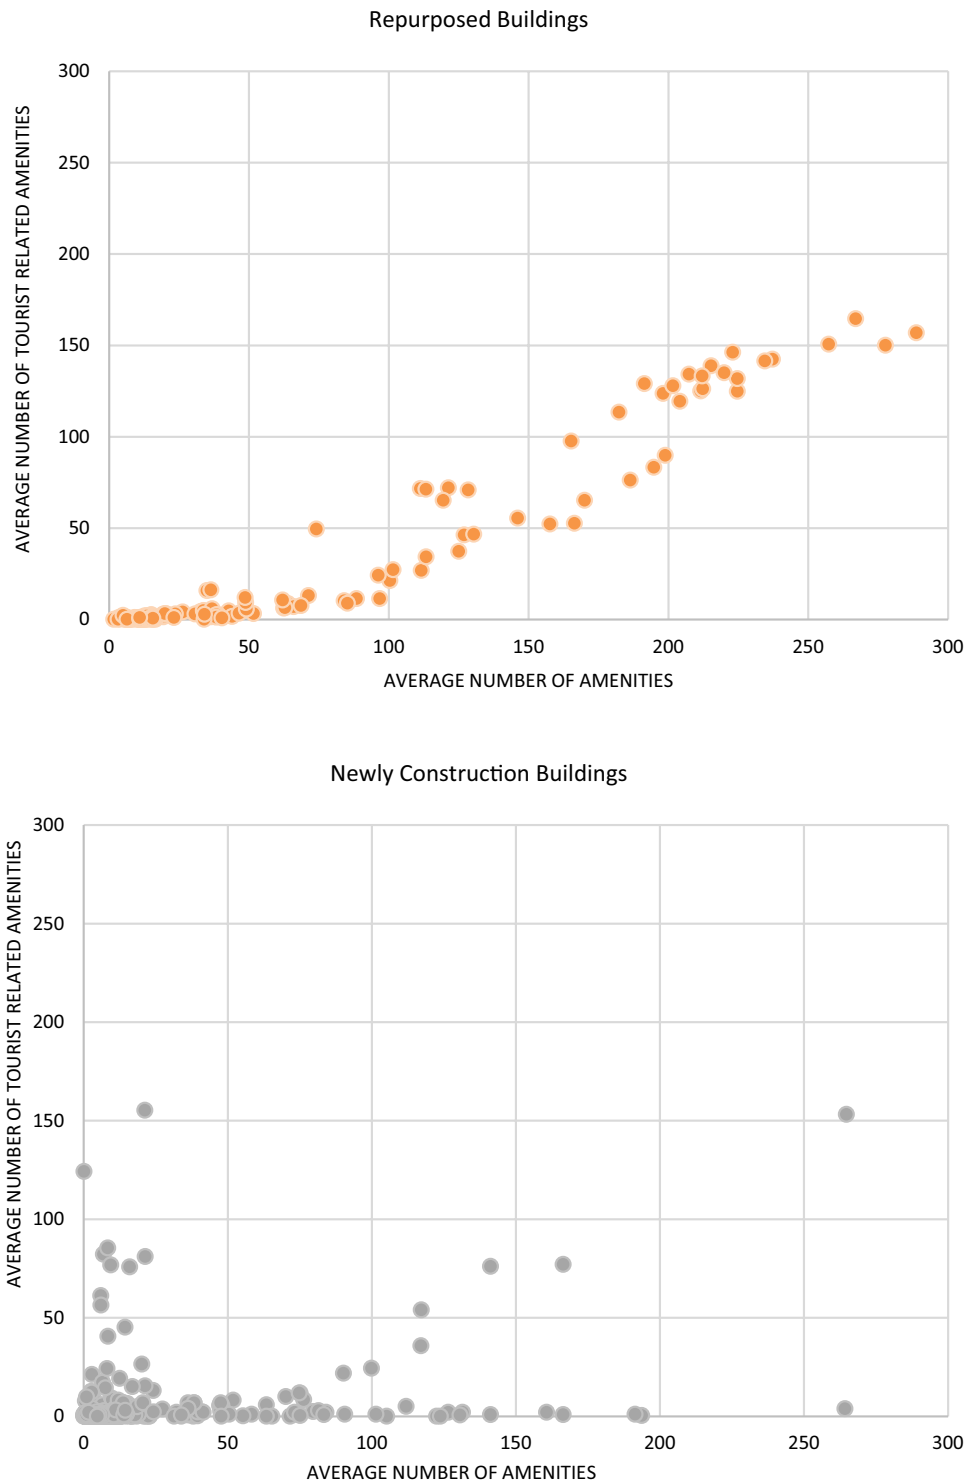 Repurposed Buildings
300
250
200
150
100
50
0
AVERAGE NUMBER OF TOURIST RELATED AMENITIES
0 50 100 150 200 250 300
AVERAGE NUMBER OF AMENITIES
Newly Construction Buildings
300
250
200
150
100
50
0
AVERAGE NUMBER OF TOURIST RELATED AMENITIES
0 50 100 150 200 250 300
AVERAGE NUMBER OF AMENITIES